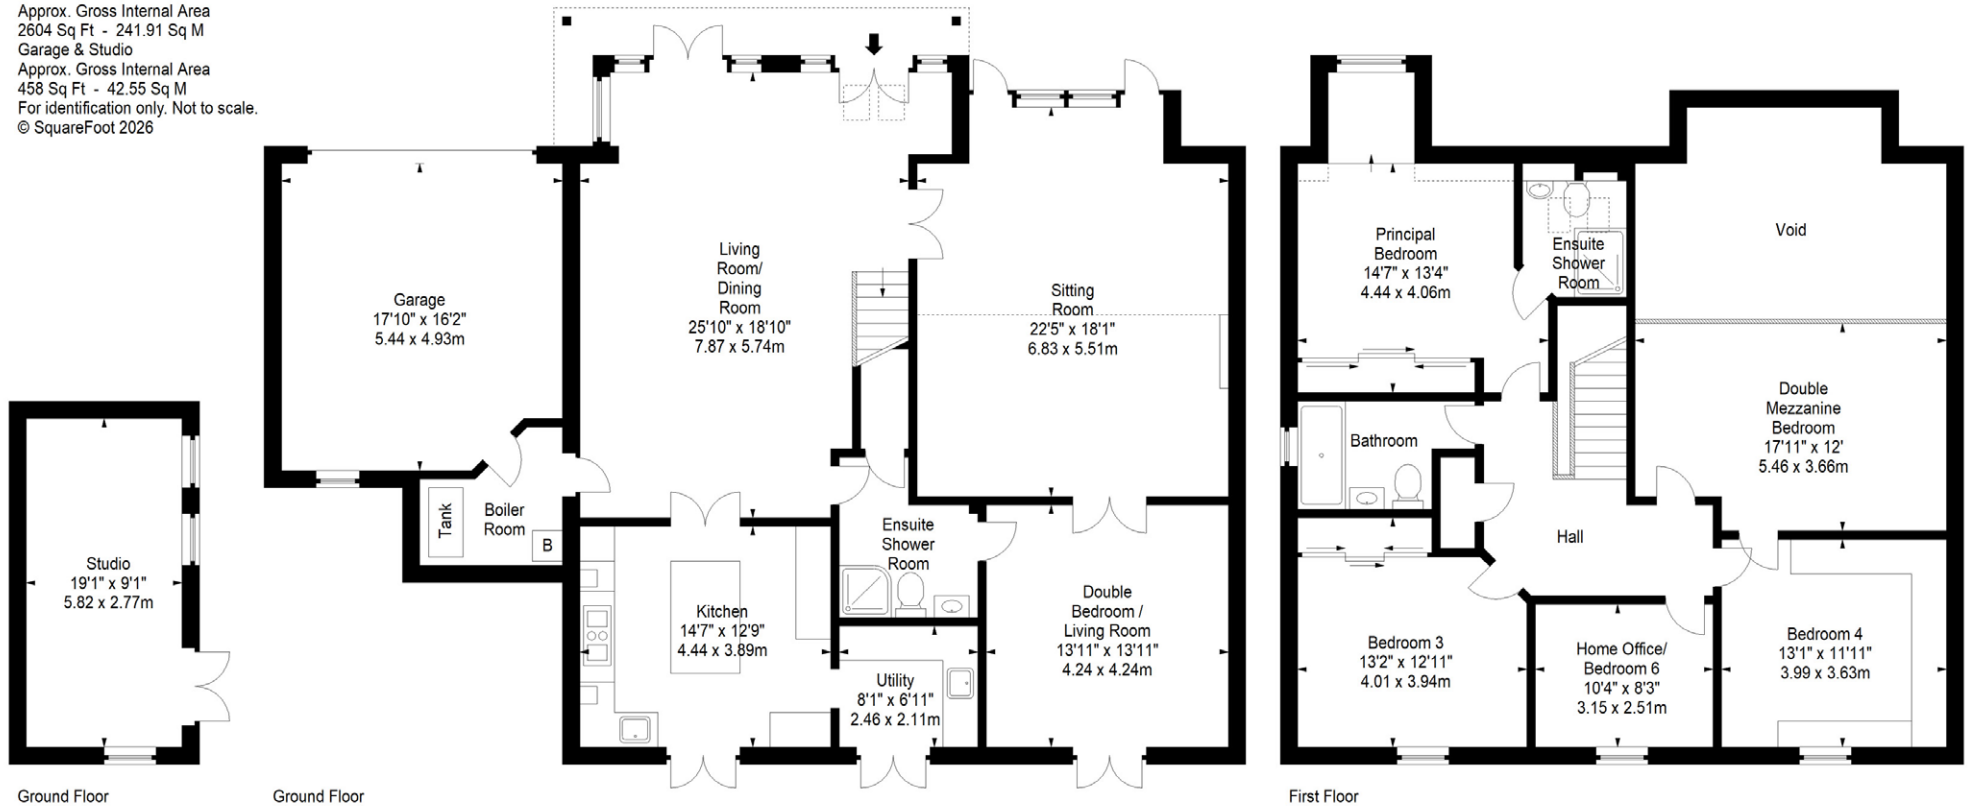 Approx. Gross Internal Area
2604 Sq Ft - 241.91 Sq M
Garage & Studio
Approx. Gross Internal Area
458 Sq Ft - 42.55 Sq M
For identification only. Not to scale.
© SquareFoot 2026
Studio
19'1" x 9'1"
5.82 x 2.77m
Ground Floor
Garage
17'10" x 16'2"
5.44 x 4.93m
Tank
Boiler
Room
B
Living
Room/
Dining
Room
25'10" x 18'10"
7.87 x 5.74m
Sitting
Room
22'5" x 18'1"
6.83 x 5.51m
Kitchen
14'7" x 12'9"
4.44 x 3.89m
Ensuite
Shower
Room
Utility
8'1" x 6'11"
2.46 x 2.11m
Double
Bedroom /
Living Room
13'11" x 13'11"
4.24 x 4.24m
Ground Floor
Principal
Bedroom
14'7" x 13'4"
4.44 x 4.06m
Ensuite
Shower
Room
Void
Double
Mezzanine
Bedroom
17'11" x 12'
5.46 x 3.66m
Bathroom
Hall
Bedroom 3
13'2" x 12'11"
4.01 x 3.94m
Home Office/
Bedroom 6
10'4" x 8'3"
3.15 x 2.51m
Bedroom 4
13'1" x 11'11"
3.99 x 3.63m
First Floor